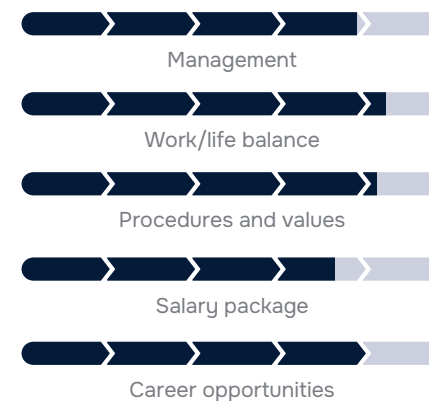 Management
Work/life balance
Procedures and values
Salary package
Career opportunities